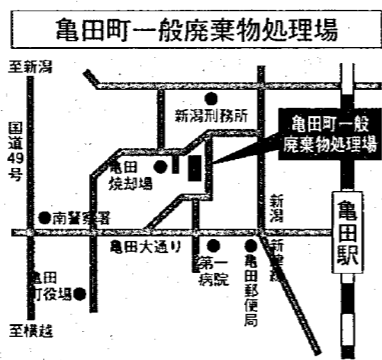 亀田町一般廃棄物処理場
至新潟
新潟刑務所
亀田町一般
廃棄物処理場
国道49号
亀田
焼却場
新潟
亀田駅
南警察署
亀田大通り
第一
病院
亀田郵便局
亀田
町役場
至横越